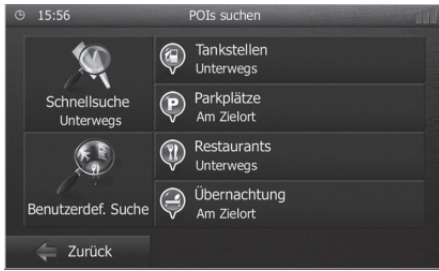 15:56 POIs suchen
Schnellsuche
Unterwegs
Benutzerdef. Suche
Tankstellen
Unterwegs
P
Parkplätze
Am Zielort
Restaurants
Unterwegs
Übernachtung
Am Zielort
Zurück